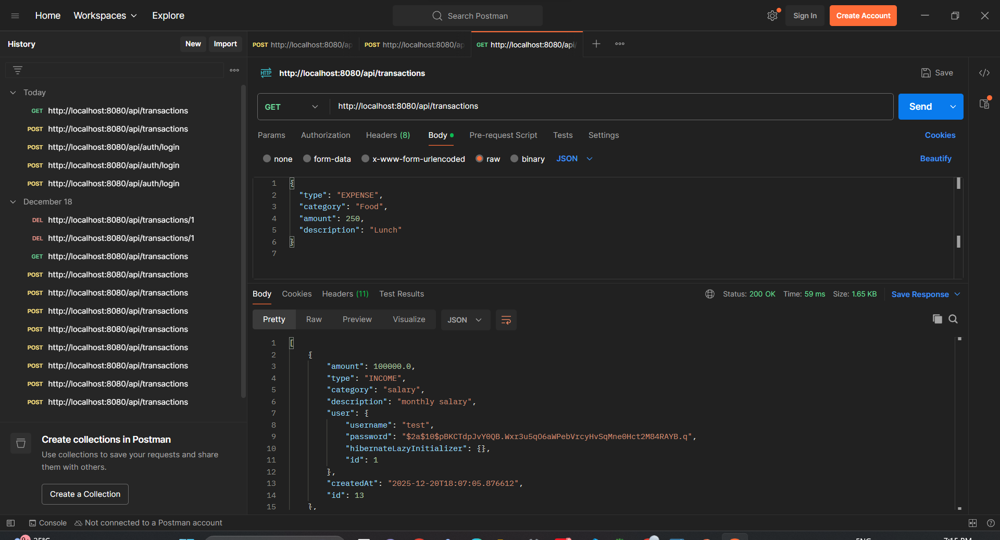 Home Workspaces Explore Search Postman Sign In Create Account
History New Import
POST http://localhost:8080/ap POST http://localhost:8080/ap GET http://localhost:8080/api/
Today
GET http://localhost:8080/api/transactions
POST http://localhost:8080/api/transactions
POST http://localhost:8080/api/auth/login
POST http://localhost:8080/api/auth/login
POST http://localhost:8080/api/auth/login
December 18
DEL http://localhost:8080/api/transactions/1
DEL http://localhost:8080/api/transactions/1
GET http://localhost:8080/api/transactions
POST http://localhost:8080/api/transactions
POST http://localhost:8080/api/transactions
POST http://localhost:8080/api/transactions
POST http://localhost:8080/api/transactions
POST http://localhost:8080/api/transactions
POST http://localhost:8080/api/transactions
POST http://localhost:8080/api/transactions
POST http://localhost:8080/api/transactions
Create collections in Postman
Use collections to save your requests and share
them with others.
Create a Collection
HTTP http://localhost:8080/api/transactions Save
GET http://localhost:8080/api/transactions Send
Params Authorization Headers (8) Body Pre-request Script Tests Settings Cookies
none form-data x-www-form-urlencoded raw binary JSON Beautify
1 {
2 "type": "EXPENSE",
3 "category": "Food",
4 "amount": 250,
5 "description": "Lunch"
6 }
7
Body Cookies Headers (11) Test Results Status: 200 OK Time: 59 ms Size: 1.65 KB Save Response
Pretty Raw Preview Visualize JSON
1 [
2 {
3 "amount": 100000.0,
4 "type": "INCOME",
5 "category": "salary",
6 "description": "monthly salary",
7 "user": {
8 "username": "test",
9 "password": "$2a$10$pBKCTdpJvY0QB.Wxr3u5qO6aWPebVrcyHvSqMne0Hct2M84RAYB.q",
10 "hibernateLazyInitializer": {},
11 "id": 1
12 },
13 "createdAt": "2025-12-20T18:07:05.876612",
14 "id": 13
15 },
Console Not connected to a Postman account
25°C ENG 7:15 PM